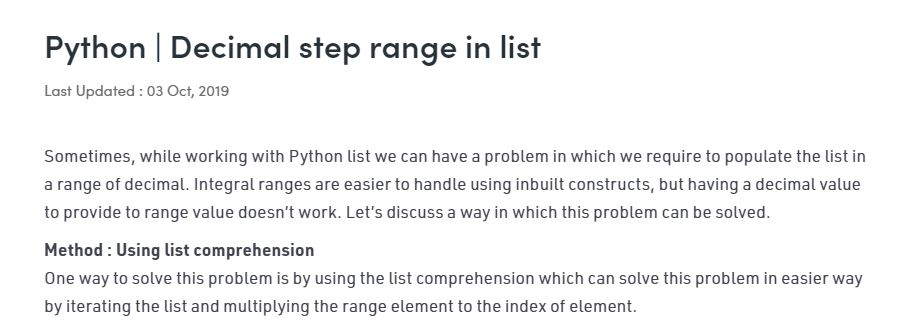 Python | Decimal step range in list
Last Updated : 03 Oct, 2019
Sometimes, while working with Python list we can have a problem in which we require to populate the list in
a range of decimal. Integral ranges are easier to handle using inbuilt constructs, but having a decimal value
to provide to range value doesn’t work. Let’s discuss a way in which this problem can be solved.
Method : Using list comprehension
One way to solve this problem is by using the list comprehension which can solve this problem in easier way
by iterating the list and multiplying the range element to the index of element.